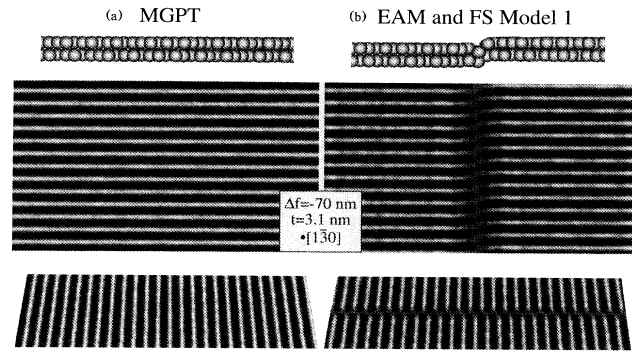 (a) MGPT
(b) EAM and FS Model 1
Δf=-70 nm
t=3.1 nm
•[13̄0]